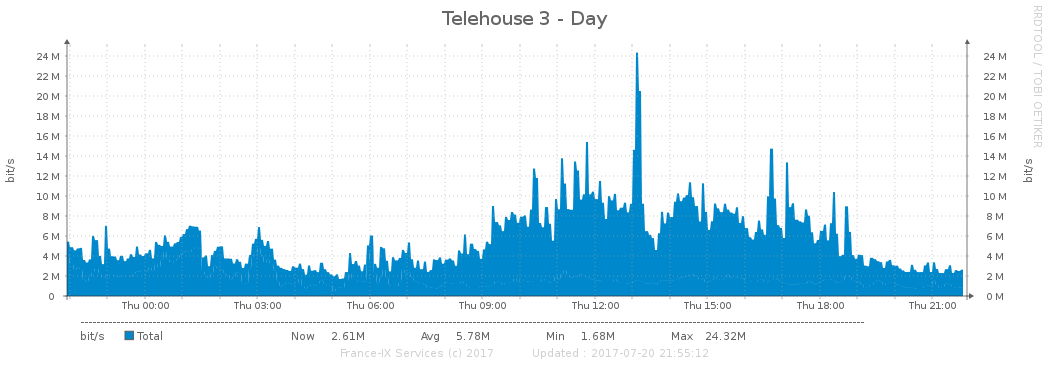 Telehouse 3 - Day
RRDTOOL / TOBI OETIKER
24 M 24 M
22 M 22 M
20 M 20 M
18 M 18 M
16 M 16 M
14 M 14 M
12 M 12 M
10 M 10 M
8 M 8 M
6 M 6 M
4 M 4 M
2 M 2 M
0 0 M
bit/s bit/s
Thu 00:00 Thu 03:00 Thu 06:00 Thu 09:00 Thu 12:00 Thu 15:00 Thu 18:00 Thu 21:00
bit/s Total Now 2.61M Avg 5.78M Min 1.68M Max 24.32M
France-IX Services (c) 2017 Updated : 2017-07-20 21:55:12